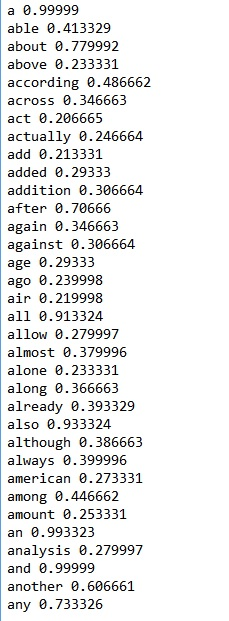 a 0.99999
able 0.413329
about 0.779992
above 0.233331
according 0.486662
across 0.346663
act 0.206665
actually 0.246664
add 0.213331
added 0.29333
addition 0.306664
after 0.70666
again 0.346663
against 0.306664
age 0.29333
ago 0.239998
air 0.219998
all 0.913324
allow 0.279997
almost 0.379996
alone 0.233331
along 0.366663
already 0.393329
also 0.933324
although 0.386663
always 0.399996
american 0.273331
among 0.446662
amount 0.253331
an 0.993323
analysis 0.279997
and 0.99999
another 0.606661
any 0.733326